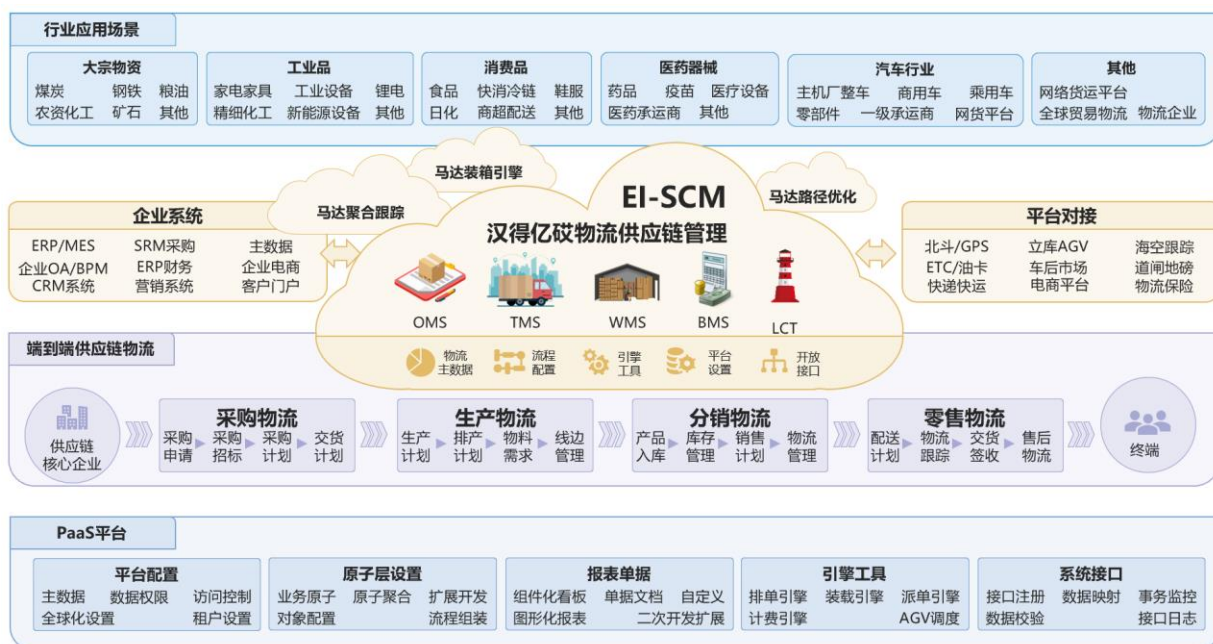 行业应用场景
大宗物资
煤炭 钢铁 粮油
农资化工 矿石 其他
工业品
家电家具 工业设备 锂电
精细化工 新能源设备 其他
消费品
食品 快消冷链 鞋服
日化 商超配送 其他
医药器械
药品 疫苗 医疗设备
医药承运商 其他
汽车行业
主机厂整车 商用车 乘用车
零部件 一级承运商 网货平台
其他
网络货运平台
全球贸易物流 物流企业
马达装箱引擎
马达聚合跟踪
马达路径优化
EI-SCM
汉得亿砹物流供应链管理
企业系统
ERP/MES SRM采购 主数据
企业OA/BPM ERP财务 企业电商
CRM系统 营销系统 客户门户
平台对接
北斗/GPS 立库AGV 海空跟踪
ETC/油卡 车后市场 道闸地磅
快递快运 电商平台 物流保险
OMS TMS WMS BMS LCT
物流
主数据
流程
配置
引擎
工具
平台
设置
开放
接口
端到端供应链物流
供应链
核心企业
采购物流
采购
申请
采购
招标
采购
计划
交货
计划
生产物流
生产
计划
排产
计划
物料
需求
线边
管理
分销物流
产品
入库
库存
管理
销售
计划
物流
管理
零售物流
配送
计划
物流
跟踪
交货
签收
售后
物流
终端
PaaS平台
平台配置
主数据 数据权限 访问控制
全球化设置 租户设置
原子层设置
业务原子 原子聚合 扩展开发
对象配置 流程组装
报表单据
组件化看板 单据文档 自定义
图形化报表 二次开发扩展
引擎工具
排单引擎 装载引擎 派单引擎
计费引擎 AGV调度
系统接口
接口注册 数据映射 事务监控
数据校验 接口日志